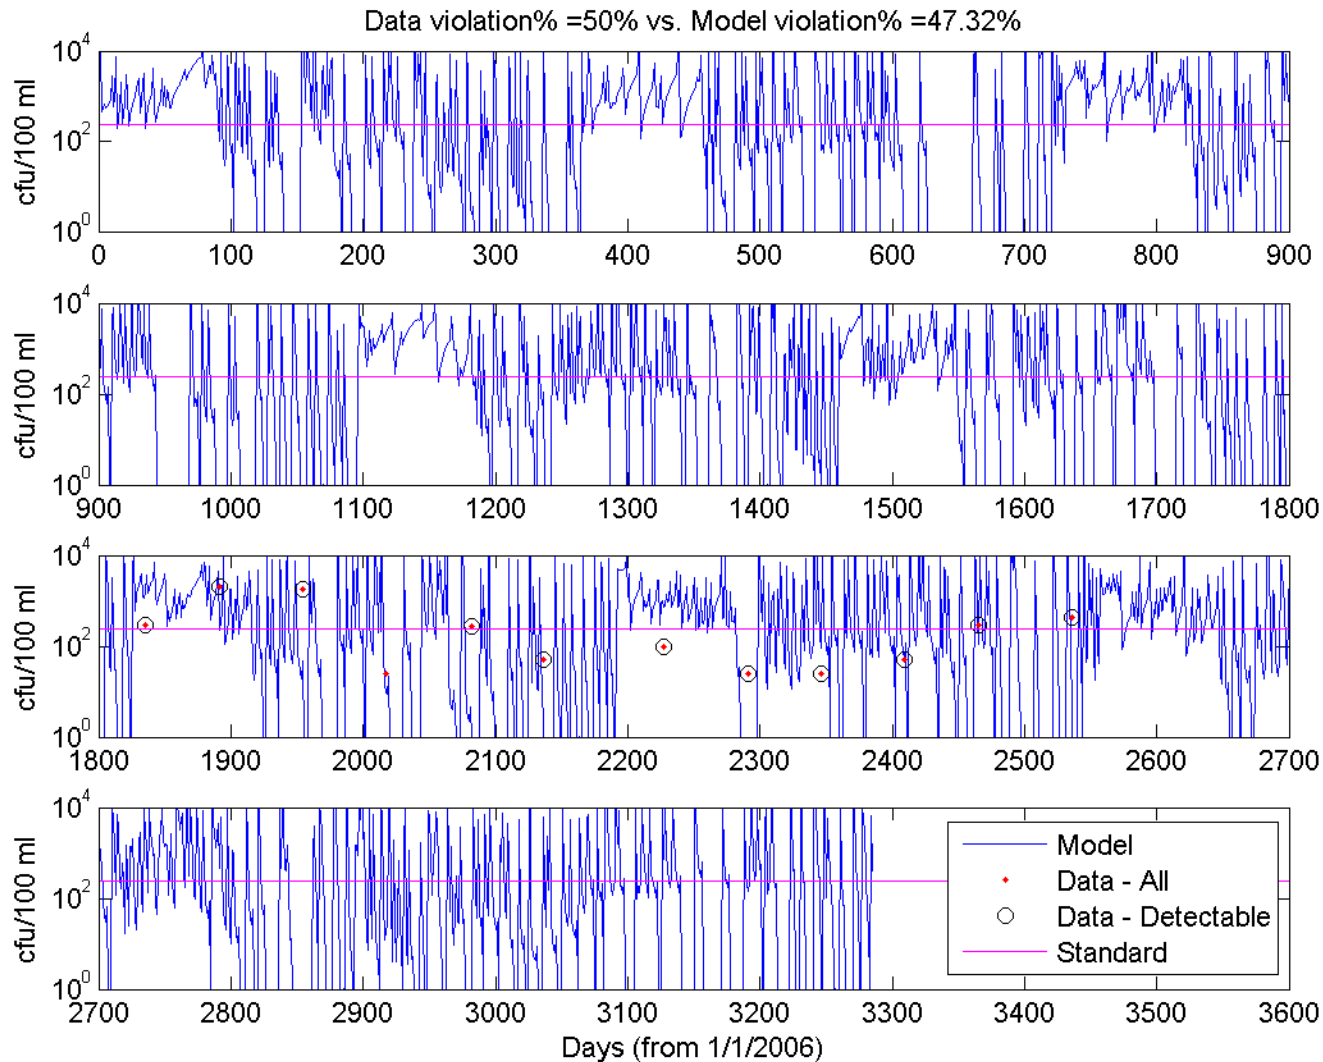 Data violation% =50% vs. Model violation% =47.32%
10^4
10^2
10^0
cfu/100 ml
0 100 200 300 400 500 600 700 800 900
10^4
10^2
10^0
cfu/100 ml
900 1000 1100 1200 1300 1400 1500 1600 1700 1800
10^4
10^2
10^0
cfu/100 ml
1800 1900 2000 2100 2200 2300 2400 2500 2600 2700
10^4
10^2
10^0
cfu/100 ml
Model
Data - All
Data - Detectable
Standard
2700 2800 2900 3000 3100 3200 3300 3400 3500 3600
Days (from 1/1/2006)